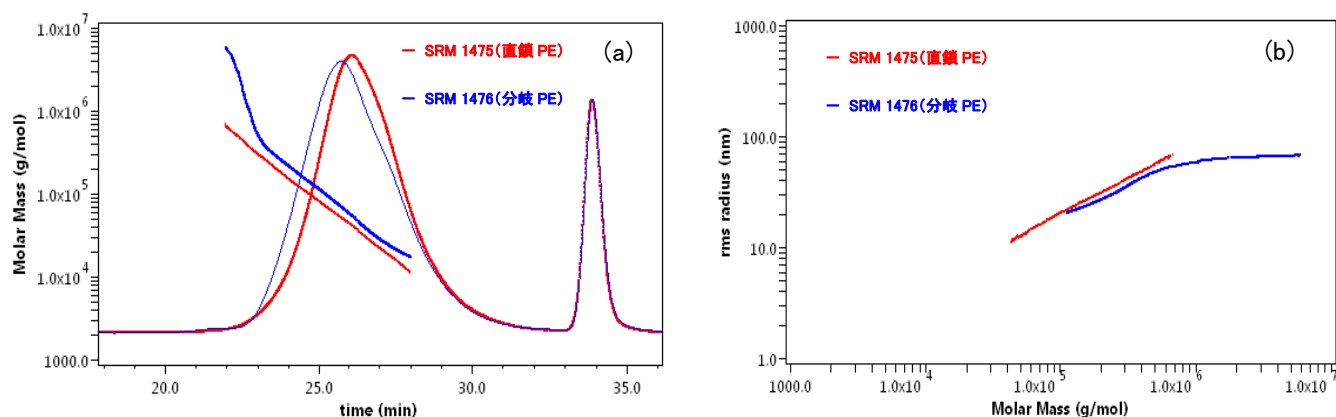 (a)
SRM 1475(直鎖 PE)
SRM 1476(分岐 PE)
Molar Mass (g/mol)
1.0x10⁷
1.0x10⁶
1.0x10⁵
1.0x10⁴
1000.0
20.0 25.0 30.0 35.0
time (min)
(b)
SRM 1475(直鎖 PE)
SRM 1476(分岐 PE)
rms radius (nm)
1000.0
100.0
10.0
1.0
1000.0 1.0x10⁴ 1.0x10⁵ 1.0x10⁶ 1.0x10⁷
Molar Mass (g/mol)